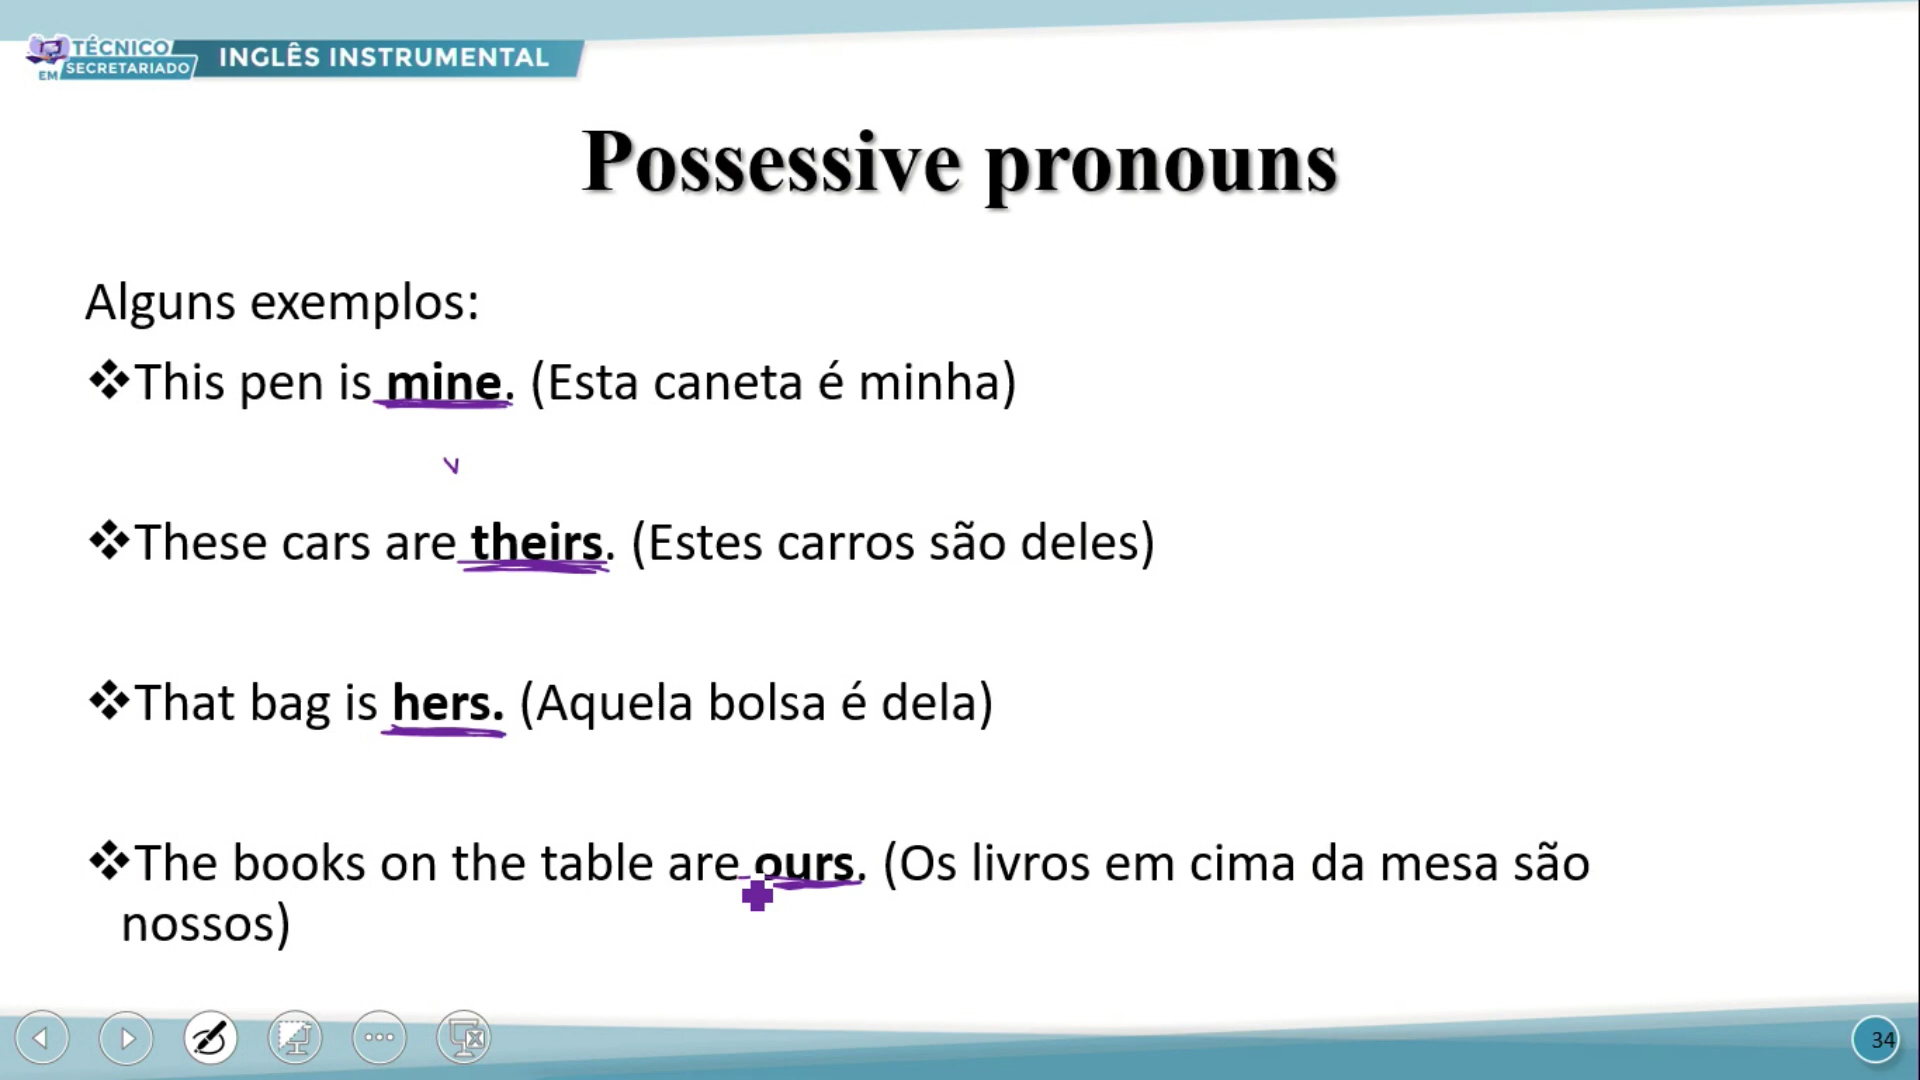 TÉCNICO
EM SECRETARIADO
INGLÊS INSTRUMENTAL
Possessive pronouns
Alguns exemplos:
❖This pen is mine. (Esta caneta é minha)
❖These cars are theirs. (Estes carros são deles)
❖That bag is hers. (Aquela bolsa é dela)
❖The books on the table are ours. (Os livros em cima da mesa são
nossos)
34